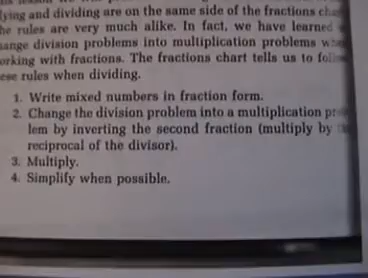 lying and dividing are on the same side of the fractions
he rules are very much alike. In fact, we have learned
ange division problems into multiplication problems
orking with fractions. The fractions chart tells us to
ese rules when dividing.
1. Write mixed numbers in fraction form.
2. Change the division problem into a multiplication
lem by inverting the second fraction (multiply by
reciprocal of the divisor).
3. Multiply.
4. Simplify when possible.